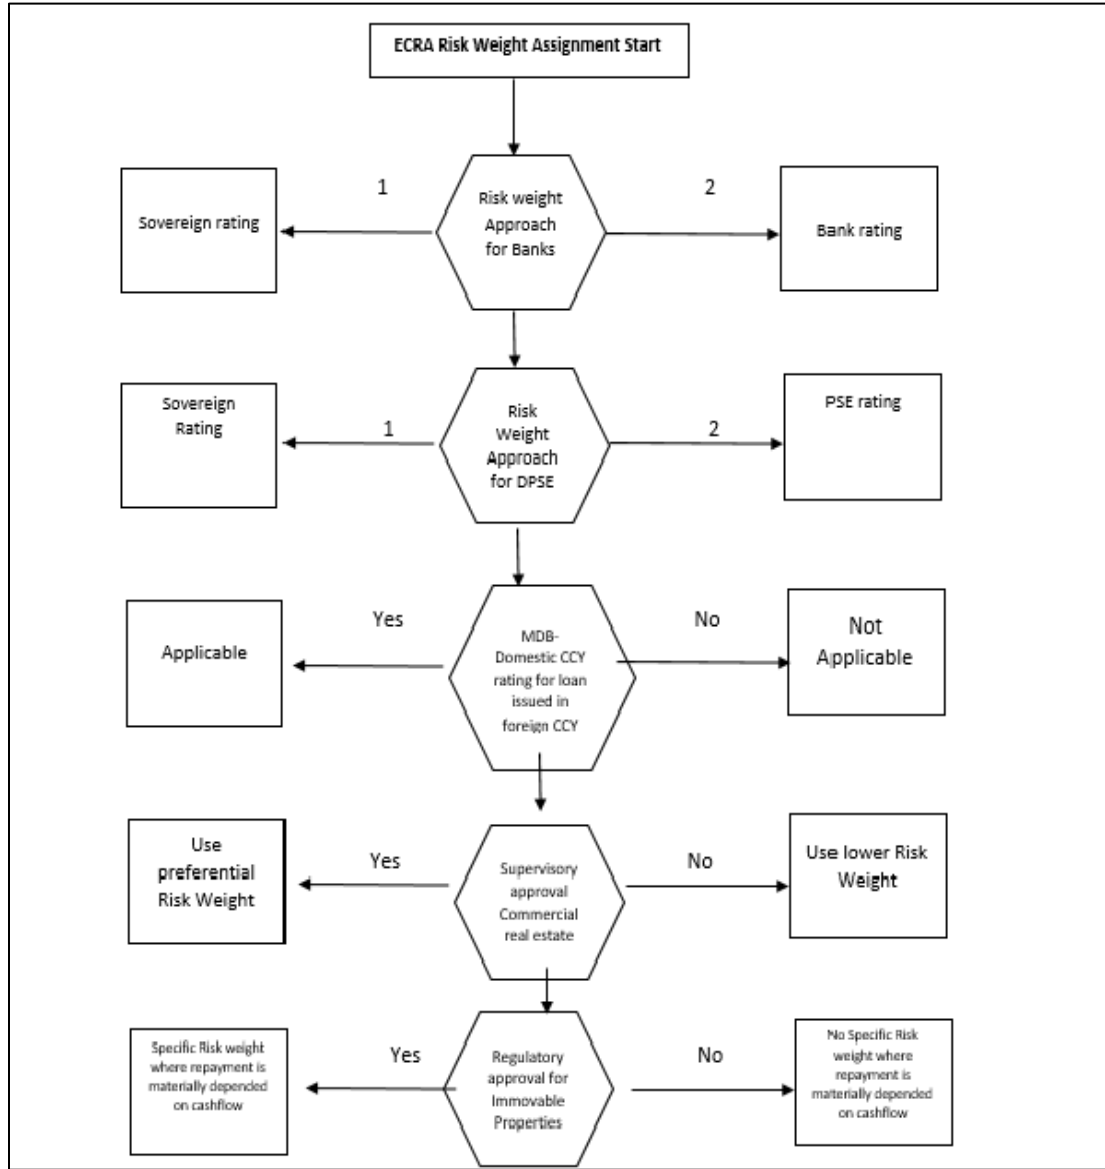 ECRA Risk Weight Assignment Start
Sovereign rating
1
Risk weight
Approach
for Banks
2
Bank rating
Sovereign
Rating
1
Risk
Weight
Approach
for DPSE
2
PSE rating
Applicable
Yes
MDB-
Domestic CCY
rating for loan
issued in
foreign CCY
No
Not
Applicable
Use
preferential
Risk Weight
Yes
Supervisory
approval
Commercial
real estate
No
Use lower Risk
Weight
Specific Risk weight
where repayment is
materially depended
on cashflow
Yes
Regulatory
approval for
Immovable
Properties
No
No Specific Risk
weight where
repayment is
materially depended
on cashflow